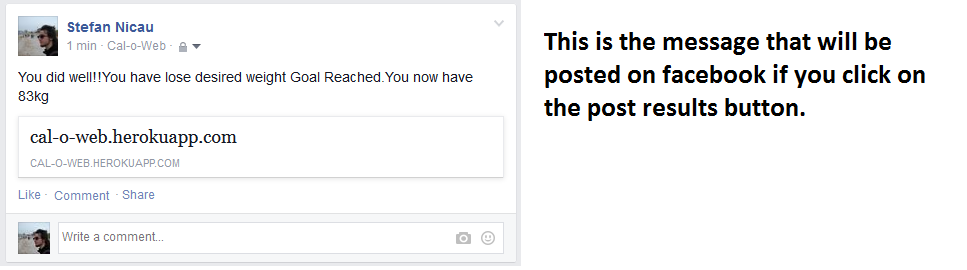 Stefan Nicau
1 min · Cal-o-Web ·
You did well!!You have lose desired weight Goal Reached.You now have
83kg
cal-o-web.herokuapp.com
CAL-O-WEB.HEROKUAPP.COM
Like · Comment · Share
Write a comment...
This is the message that will be
posted on facebook if you click on
the post results button.